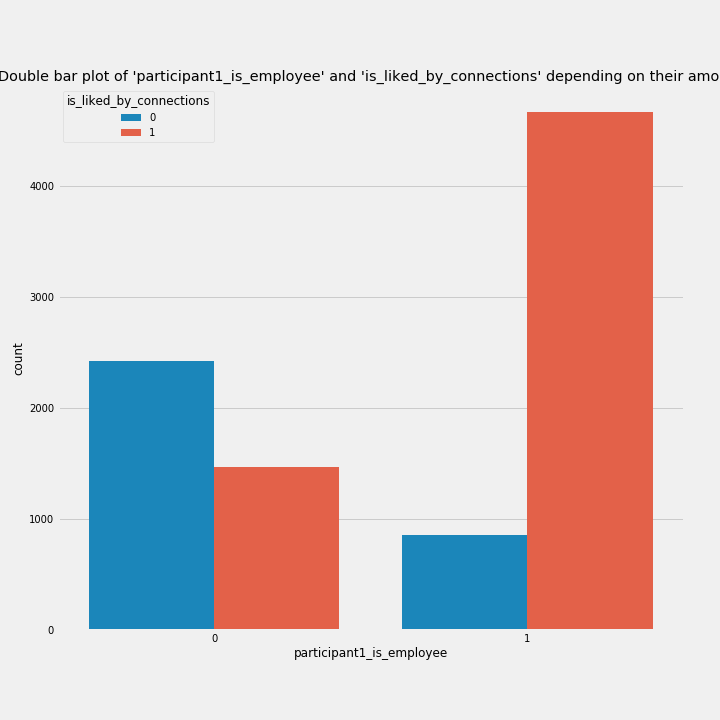 Double bar plot of 'participant1_is_employee' and 'is_liked_by_connections' depending on their amo
is_liked_by_connections
0
1
4000
3000
2000
1000
0
count
0 1
participant1_is_employee